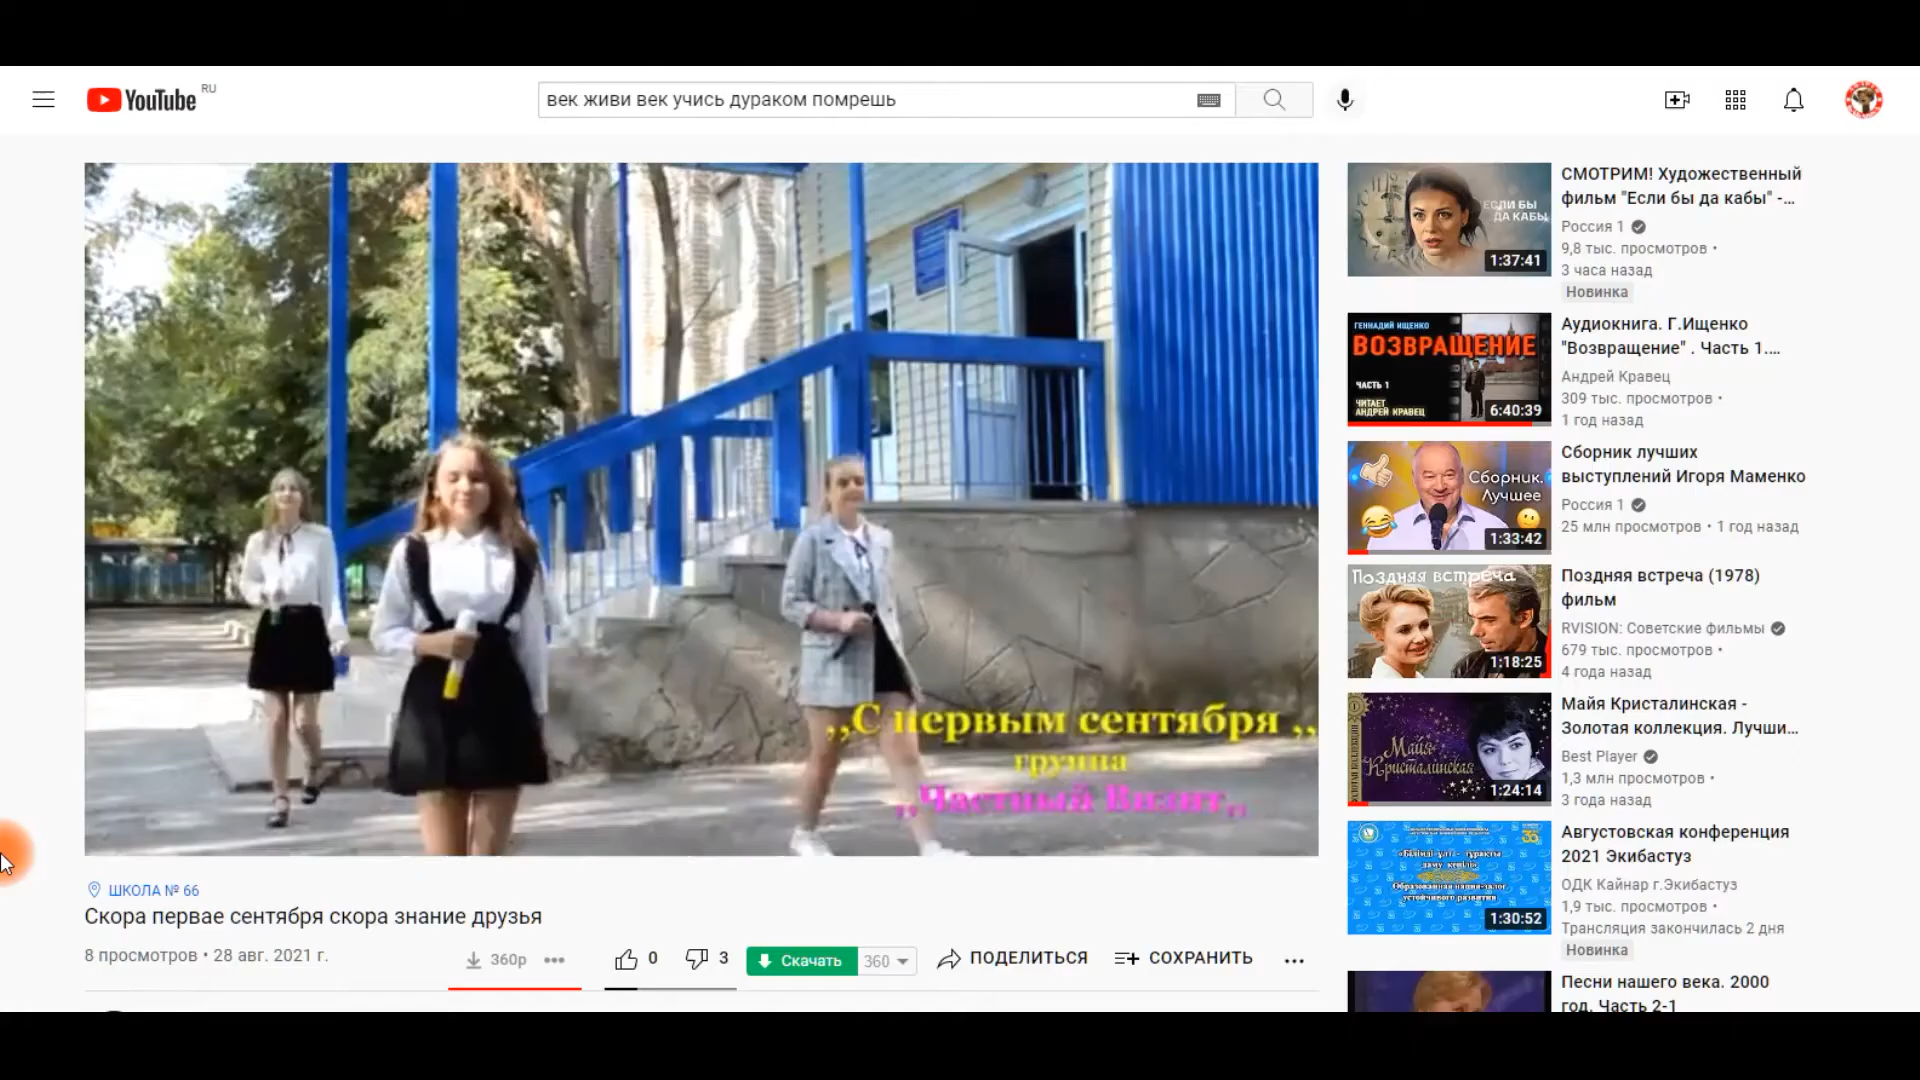 YouTube RU
век живи век учись дураком помрешь
,,С первым сентября ,,
группа
,,Частный Визит,,
ШКОЛА № 66
Скора первае сентября скора знание друзья
8 просмотров • 28 авг. 2021 г.
360p
0
3
Скачать
360
ПОДЕЛИТЬСЯ
СОХРАНИТЬ
ЕСЛИ БЫ
ДА КАБЫ
1:37:41
СМОТРИМ! Художественный
фильм "Если бы да кабы" -...
Россия 1
9,8 тыс. просмотров •
3 часа назад
Новинка
ГЕННАДИЙ ИЩЕНКО
ВОЗВРАЩЕНИЕ
ЧАСТЬ 1
ЧИТАЕТ
АНДРЕЙ КРАВЕЦ
6:40:39
Аудиокнига. Г.Ищенко
"Возвращение" . Часть 1....
Андрей Кравец
309 тыс. просмотров •
1 год назад
Сборник.
Лучшее
1:33:42
Сборник лучших
выступлений Игоря Маменко
Россия 1
25 млн просмотров • 1 год назад
Поздняя встреча
1:18:25
Поздняя встреча (1978)
фильм
RVISION: Советские фильмы
679 тыс. просмотров •
4 года назад
Майя
Кристалинская
1:24:14
Майя Кристалинская -
Золотая коллекция. Лучши...
Best Player
1,3 млн просмотров •
3 года назад
Образованная нация-залог
устойчивого развития
1:30:52
Августовская конференция
2021 Экибастуз
ОДК Кайнар г.Экибастуз
1,9 тыс. просмотров •
Трансляция закончилась 2 дня
Новинка
Песни нашего века. 2000
год. Часть 2-1